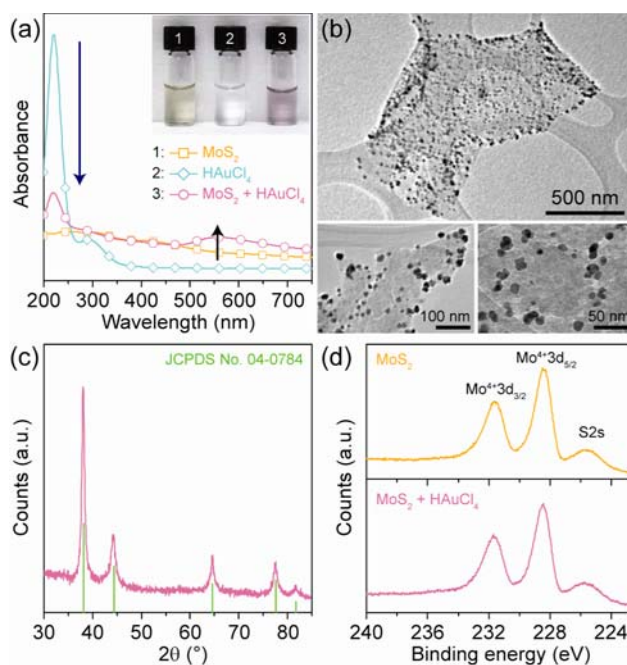 (a)
1 2 3
1: MoS₂
2: HAuCl₄
3: MoS₂ + HAuCl₄
Absorbance
200 300 400 500 600 700
Wavelength (nm)
(b)
500 nm
100 nm
50 nm
(c)
JCPDS No. 04-0784
Counts (a.u.)
30 40 50 60 70 80
2θ (°)
(d)
MoS₂
Mo⁴⁺3d₅/₂
Mo⁴⁺3d₃/₂
S2s
MoS₂ + HAuCl₄
Counts (a.u.)
240 236 232 228 224
Binding energy (eV)